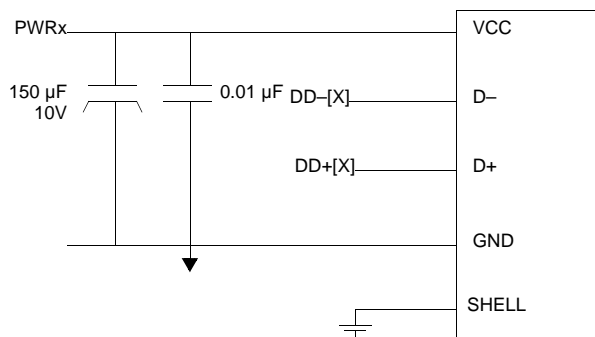 PWRx
VCC
150 µF
10V
0.01 µF
DD–[X]
D–
DD+[X]
D+
GND
SHELL